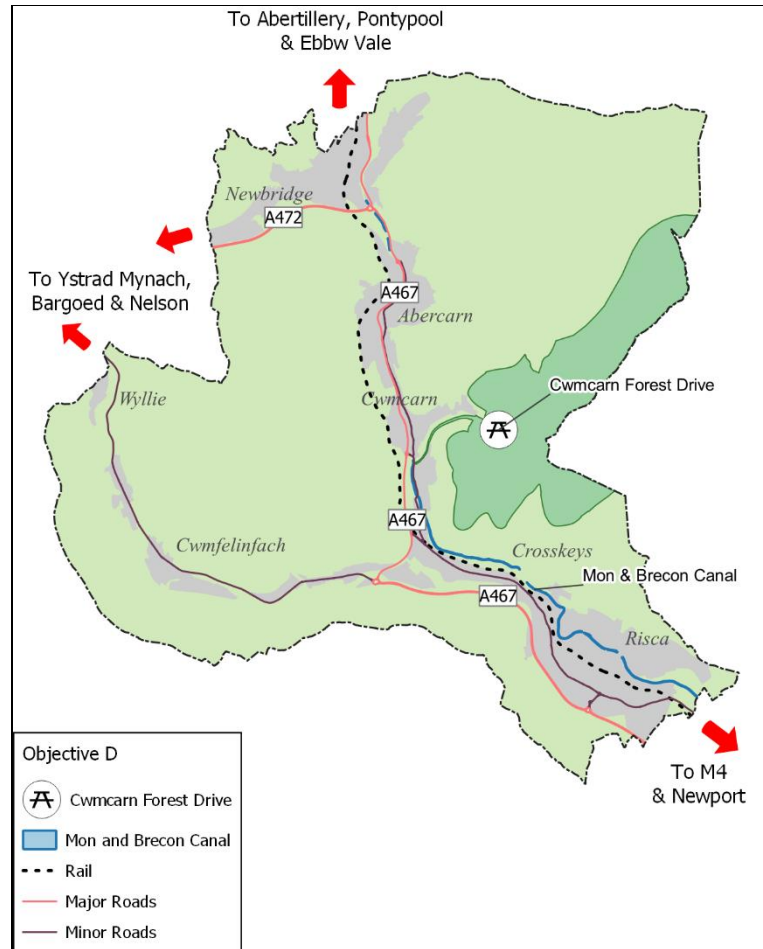 To Abertillery, Pontypool
& Ebbw Vale
Newbridge
A472
To Ystrad Mynach,
Bargoed & Nelson
A467
Abercarn
Wyllie
Cwmcarn
Cwmcarn Forest Drive
A467
Cwmfelinfach
Crosskeys
Mon & Brecon Canal
A467
Risca
To M4
& Newport
Objective D
Cwmcarn Forest Drive
Mon and Brecon Canal
Rail
Major Roads
Minor Roads